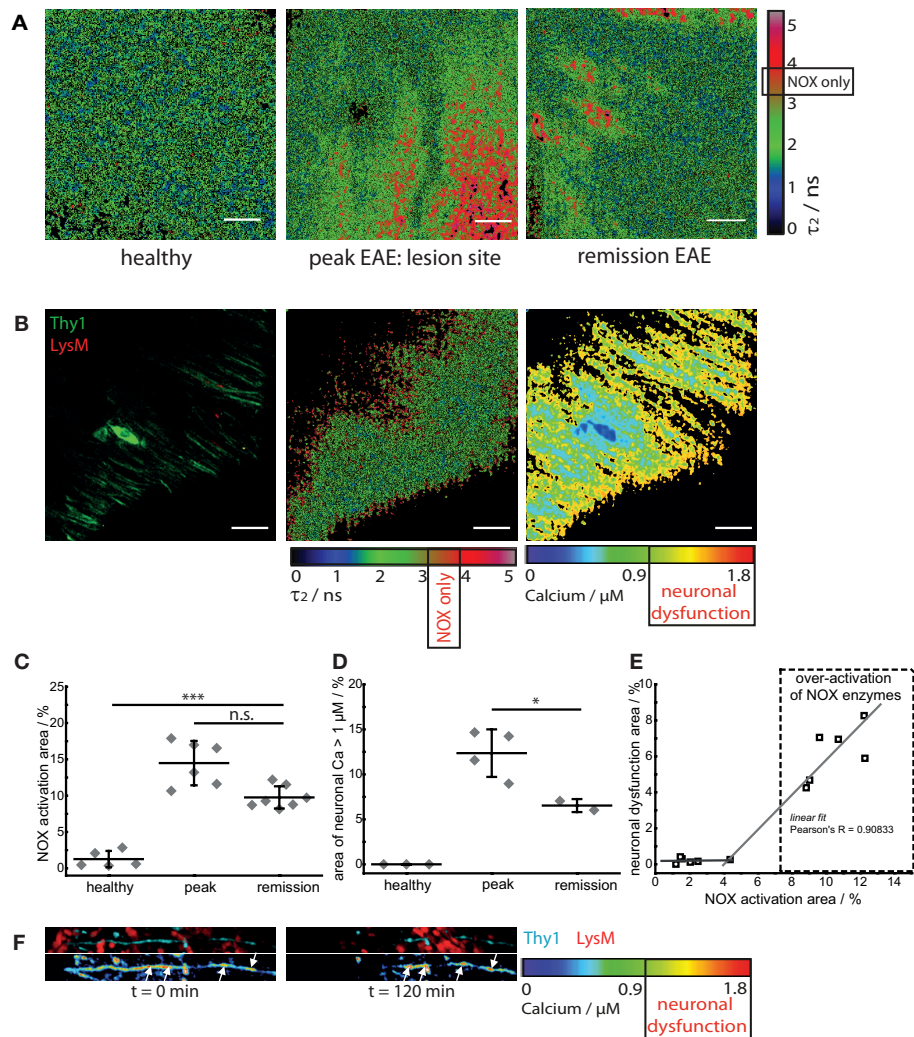 A
healthy
peak EAE: lesion site
remission EAE
5
4
NOX only
3
2
1
0
τ2 / ns
B
Thy1
LysM
0 1 2 3 4 5
τ2 / ns
NOX only
0 0.9 1.8
Calcium / µM
neuronal
dysfunction
C
NOX activation area / %
25
20
15
10
5
0
***
n.s.
healthy peak remission
D
area of neuronal Ca > 1 µM / %
20
15
10
5
0
*
healthy peak remission
E
neuronal dysfunction area / %
10
8
6
4
2
0
over-activation
of NOX enzymes
linear fit
Pearson's R = 0.90833
0 2 4 6 8 10 12 14
NOX activation area / %
F
t = 0 min
t = 120 min
Thy1 LysM
0 0.9 1.8
Calcium / µM
neuronal
dysfunction